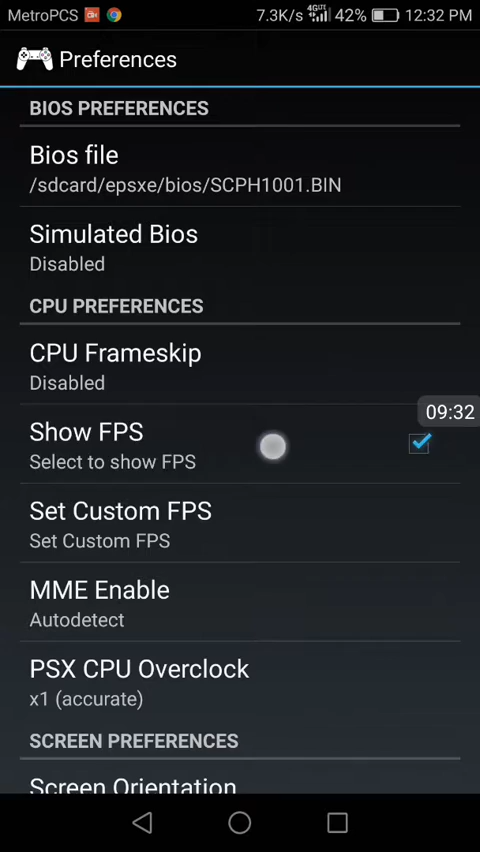 MetroPCS 7.3K/s 4G LTE 42% 12:32 PM
Preferences
BIOS PREFERENCES
Bios file
/sdcard/epsxe/bios/SCPH1001.BIN
Simulated Bios
Disabled
CPU PREFERENCES
CPU Frameskip
Disabled
09:32
Show FPS
Select to show FPS
Set Custom FPS
Set Custom FPS
MME Enable
Autodetect
PSX CPU Overclock
x1 (accurate)
SCREEN PREFERENCES
Screen Orientation